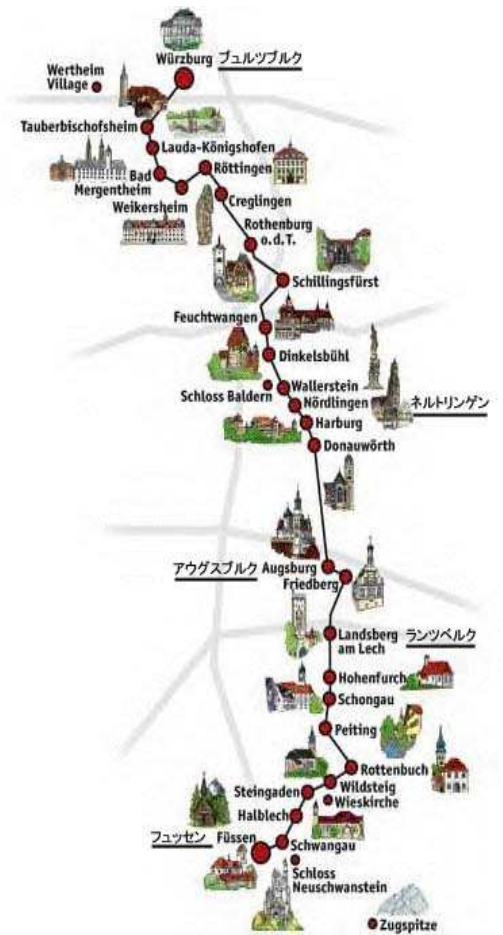 Würzburg ブュルツブルク
Wertheim
Village
Tauberbischofsheim
Lauda-Königshofen
Röttingen
Bad
Mergentheim
Creglingen
Weikersheim
Rothenburg
o.d.T.
Schillingsfürst
Feuchtwangen
Dinkelsbühl
Wallerstein
Schloss Baldern
Nördlingen ネルトリンゲン
Harburg
Donauwörth
アウグスブルク Augsburg
Friedberg
Landsberg
am Lech ランツベルク
Hohenfurch
Schongau
Peiting
Rottenbuch
Wildsteig
Steingaden
Wieskirche
Halblech
フュッセン Füssen
Schwangau
Schloss
Neuschwanstein
Zugspitze